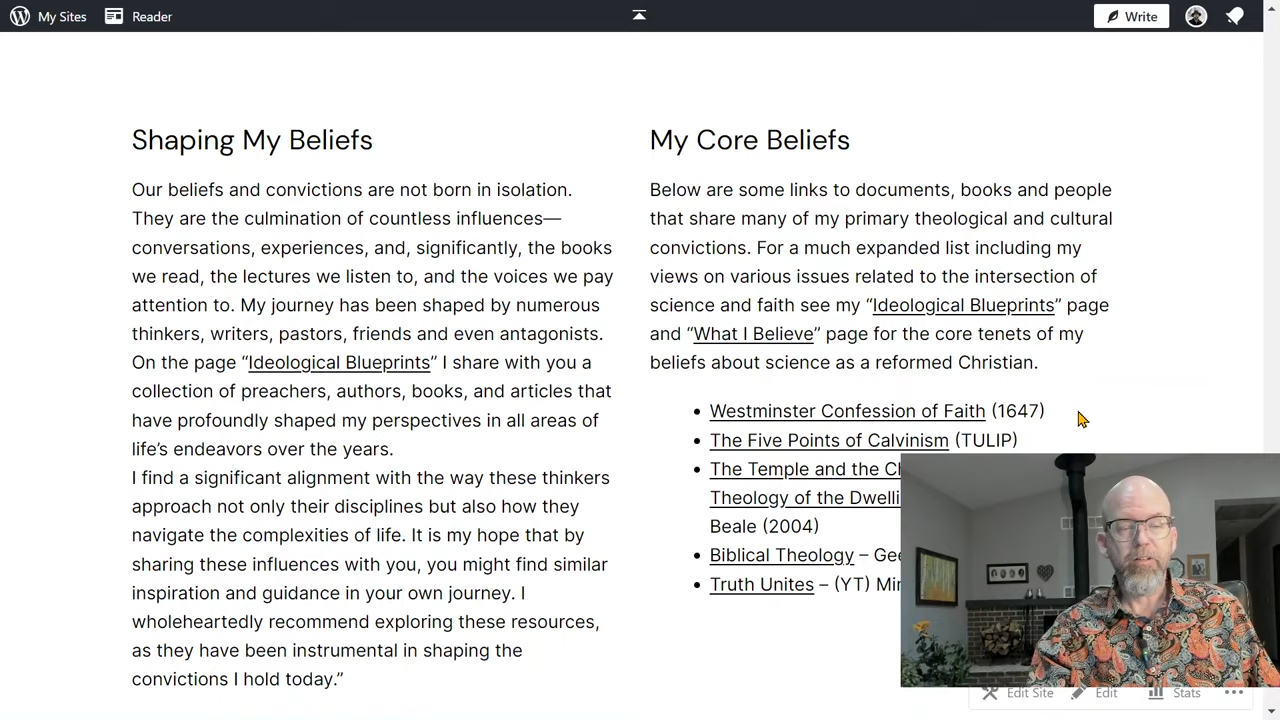 My Sites
Reader
Write
Shaping My Beliefs
Our beliefs and convictions are not born in isolation.
They are the culmination of countless influences—
conversations, experiences, and, significantly, the books
we read, the lectures we listen to, and the voices we pay
attention to. My journey has been shaped by numerous
thinkers, writers, pastors, friends and even antagonists.
On the page “Ideological Blueprints” I share with you a
collection of preachers, authors, books, and articles that
have profoundly shaped my perspectives in all areas of
life’s endeavors over the years.
I find a significant alignment with the way these thinkers
approach not only their disciplines but also how they
navigate the complexities of life. It is my hope that by
sharing these influences with you, you might find similar
inspiration and guidance in your own journey. I
wholeheartedly recommend exploring these resources,
as they have been instrumental in shaping the
convictions I hold today.”
My Core Beliefs
Below are some links to documents, books and people
that share many of my primary theological and cultural
convictions. For a much expanded list including my
views on various issues related to the intersection of
science and faith see my “Ideological Blueprints” page
and “What I Believe” page for the core tenets of my
beliefs about science as a reformed Christian.
• Westminster Confession of Faith (1647)
• The Five Points of Calvinism (TULIP)
• The Temple and the
Theology of the
Beale (2004)
• Biblical Theology –
• Truth Unites – (YT)
Edit Site
Edit
Stats